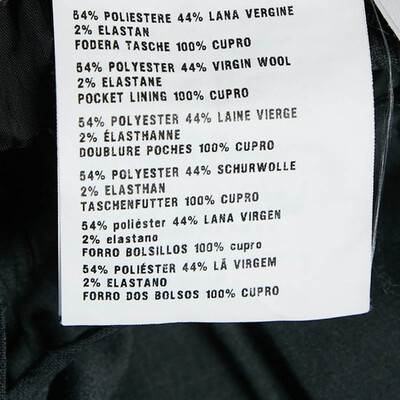 54% POLIESTERE 44% LANA VERGINE
2% ELASTAN
FODERA TASCHE 100% CUPRO
54% POLYESTER 44% VIRGIN WOOL
2% ELASTANE
POCKET LINING 100% CUPRO
54% POLYESTER 44% LAINE VIERGE
2% ÉLASTHANNE
DOUBLURE POCHES 100% CUPRO
54% POLYESTER 44% SCHURWOLLE
2% ELASTHAN
TASCHENFUTTER 100% CUPRO
54% poliéster 44% LANA VIRGEN
2% elastano
FORRO BOLSILLOS 100% cupro
54% POLIÉSTER 44% LÃ VIRGEM
2% ELASTANO
FORRO DOS BOLSOS 100% CUPRO